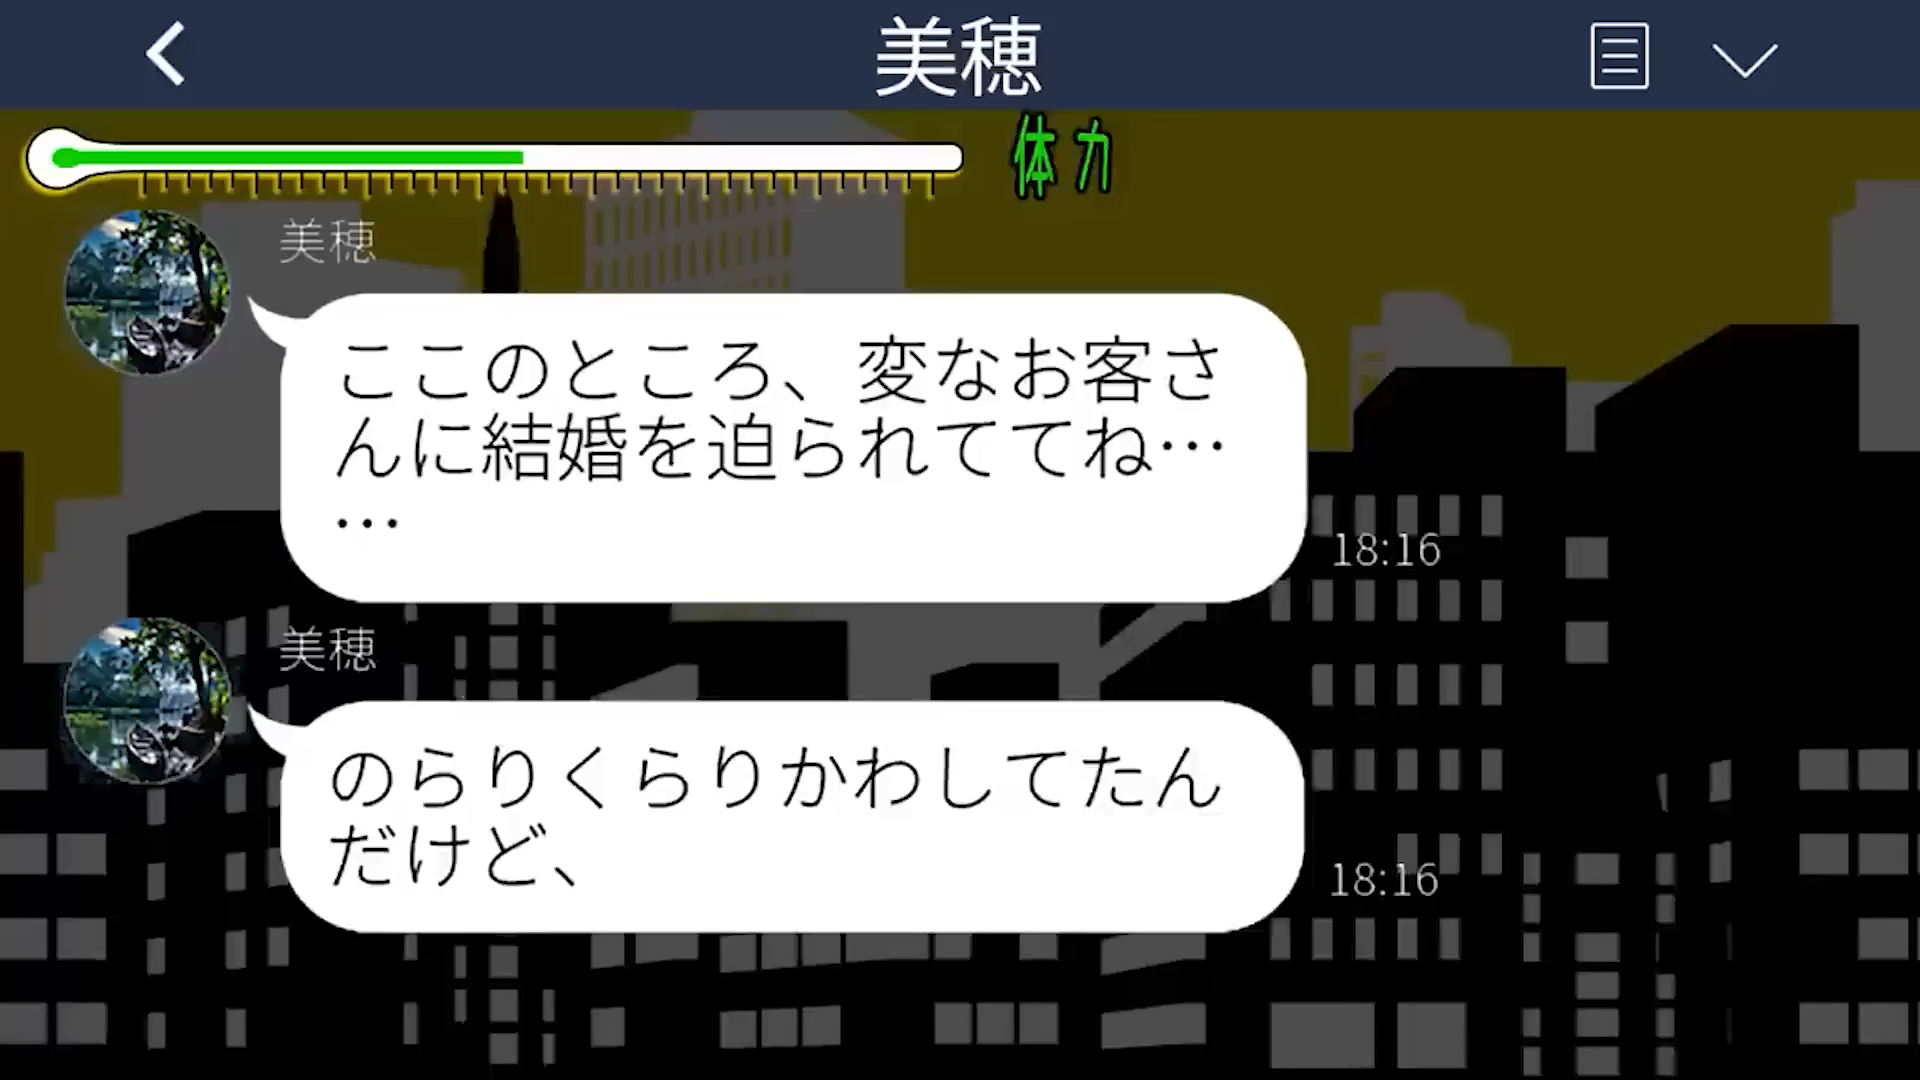 美穂
体力
美穂
ここのところ、変なお客さ
んに結婚を迫られててね…
…
18:16
美穂
のらりくらりかわしてたん
だけど、
18:16